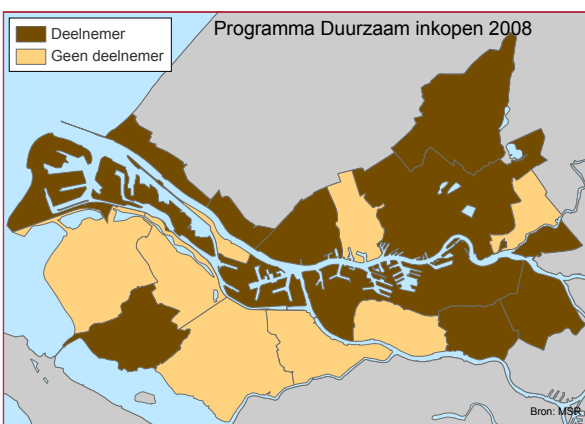 Programma Duurzaam inkopen 2008
Deelnemer
Geen deelnemer
Bron: MSR